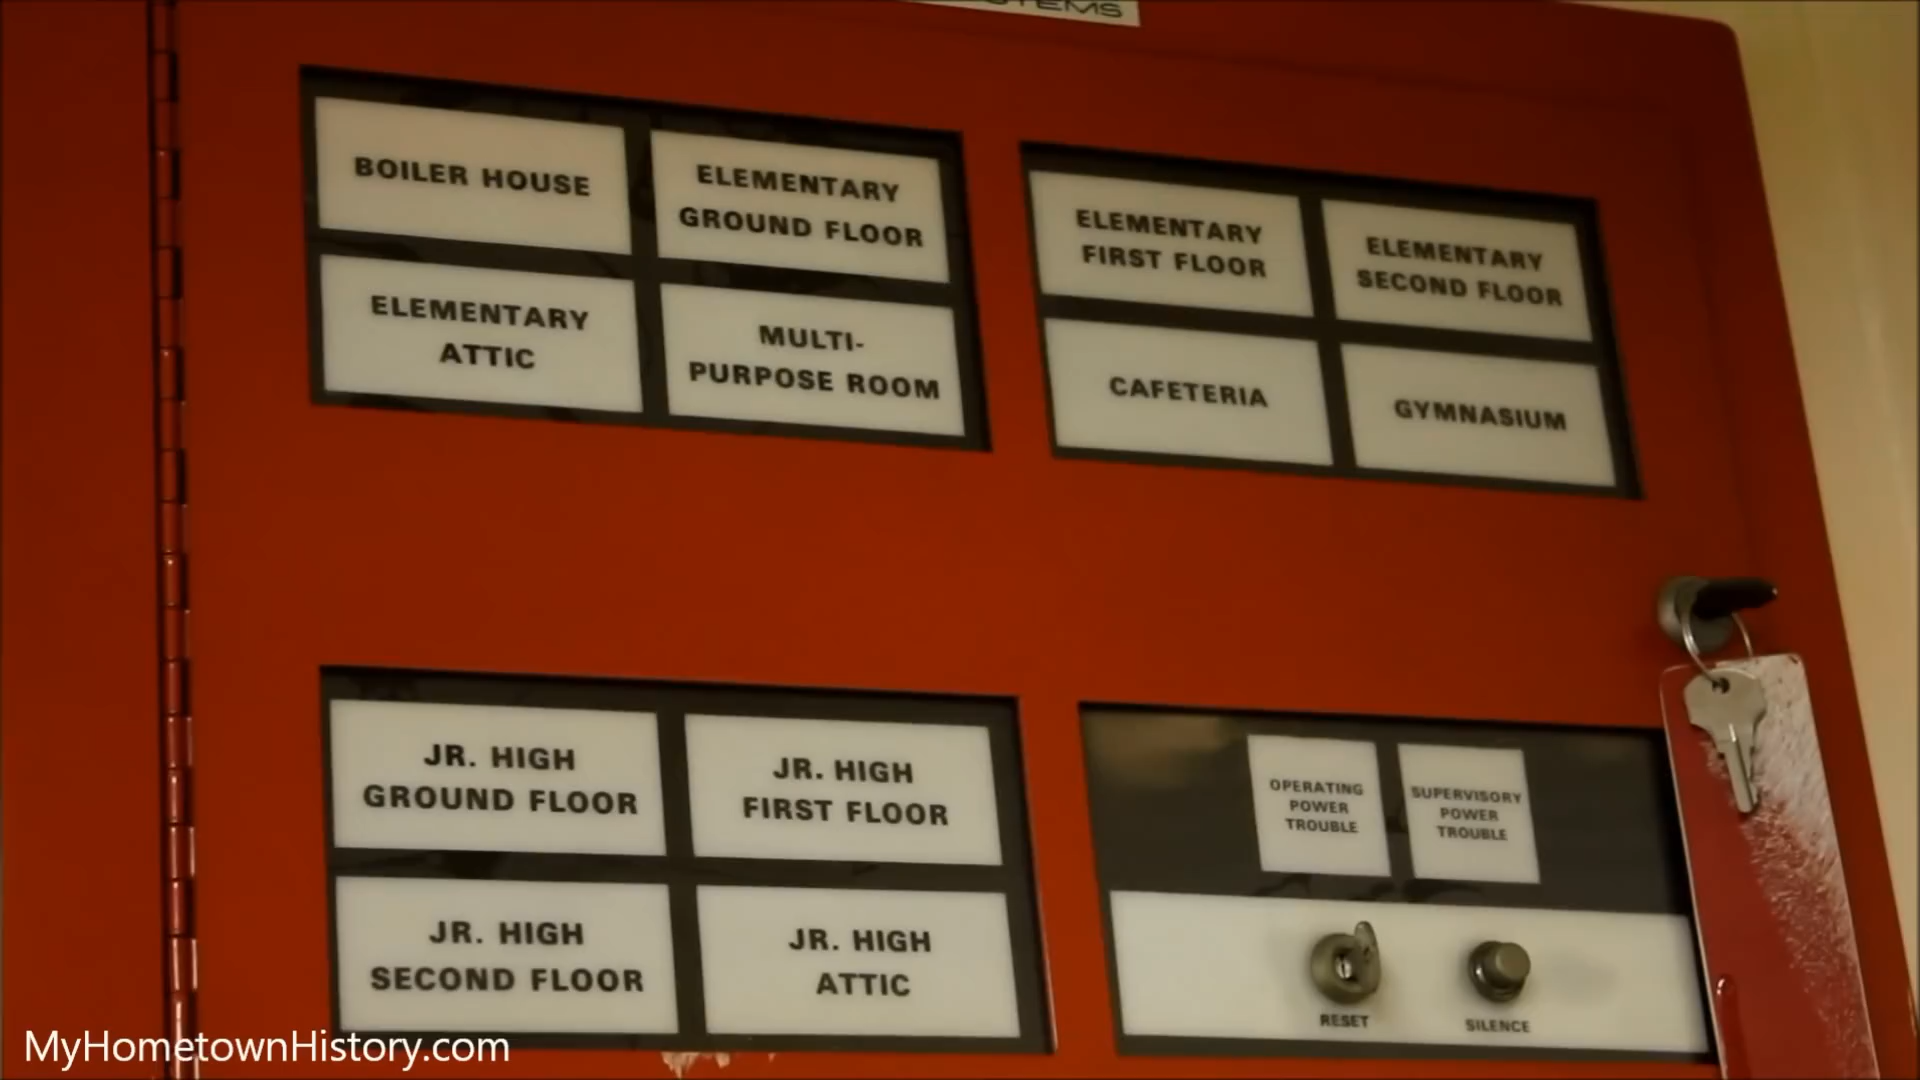 BOILER HOUSE
ELEMENTARY
GROUND FLOOR
ELEMENTARY
ATTIC
MULTI-
PURPOSE ROOM
ELEMENTARY
FIRST FLOOR
ELEMENTARY
SECOND FLOOR
CAFETERIA
GYMNASIUM
JR. HIGH
GROUND FLOOR
JR. HIGH
FIRST FLOOR
JR. HIGH
SECOND FLOOR
JR. HIGH
ATTIC
OPERATING
POWER
TROUBLE
SUPERVISORY
POWER
TROUBLE
RESET
SILENCE
MyHometownHistory.com